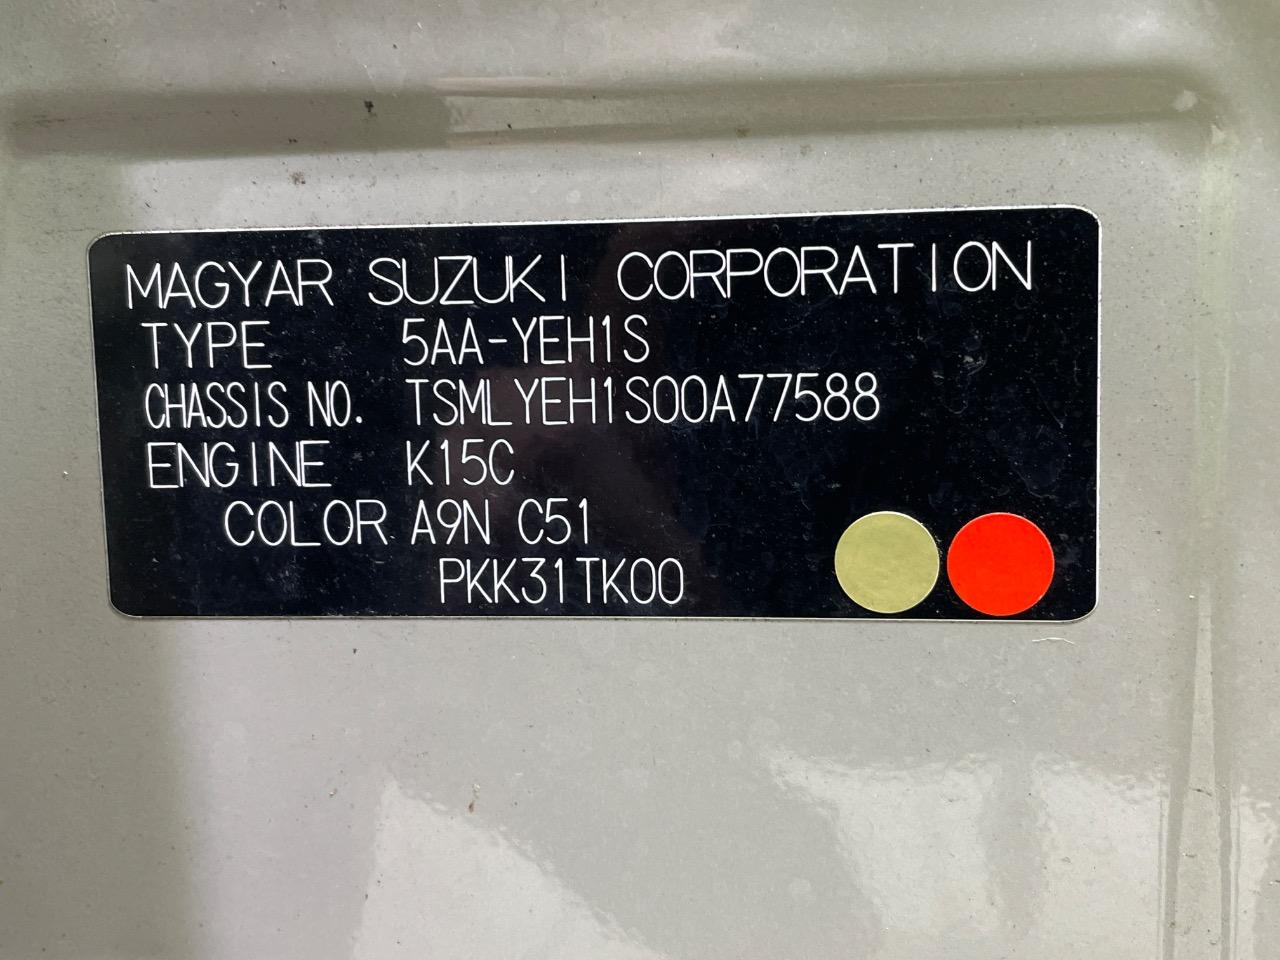 MAGYAR SUZUKI CORPORATION
TYPE 5AA-YEH1S
CHASSIS NO. TSMLYEH1S00A77588
ENGINE K15C
COLOR A9N C51
PKK31TK00